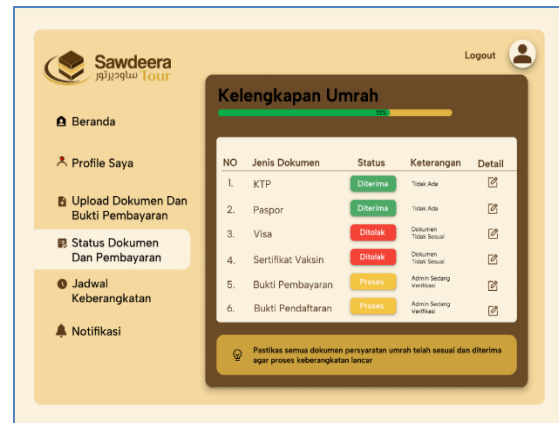 Sawdeera
ساوديرتور Tour
Logout
Beranda
Profile Saya
Upload Dokumen Dan
Bukti Pembayaran
Status Dokumen
Dan Pembayaran
Jadwal
Keberangkatan
Notifikasi
Kelengkapan Umrah
72%
NO Jenis Dokumen Status Keterangan Detail
1. KTP Diterima Tidak Ada
2. Paspor Diterima Tidak Ada
3. Visa Ditolak Dokumen
Tidak Sesuai
4. Sertifikat Vaksin Ditolak Dokumen
Tidak Sesuai
5. Bukti Pembayaran Proses Admin Sedang
Verifikasi
6. Bukti Pendaftaran Proses Admin Sedang
Verifikasi
Pastikas semua dokumen persyaratan umrah telah sesuai dan diterima
agar proses keberangkatan lancar